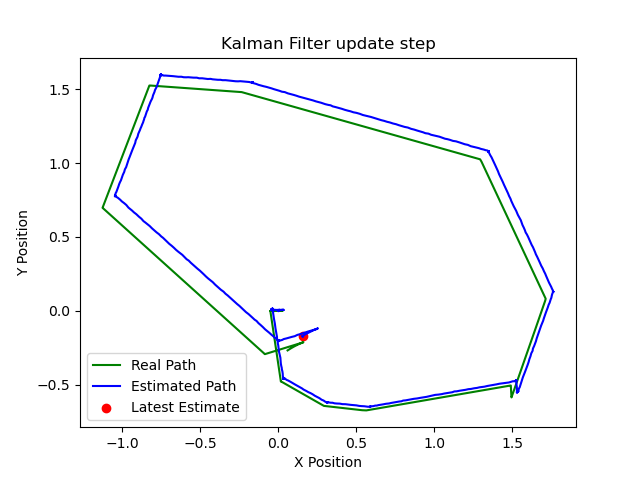 Kalman Filter update step
Y Position
1.5
1.0
0.5
0.0
−0.5
Real Path
Estimated Path
Latest Estimate
−1.0
−0.5
0.0
0.5
1.0
1.5
X Position